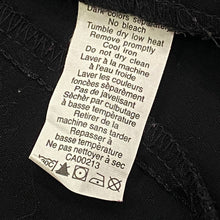 Dark colors separately
No bleach
Tumble dry low heat
Remove promptly
Cool iron
Do not dry clean
Laver à la machine
à l'eau froide
Laver les couleurs
foncées séparément
Pas de javelisant
Séchér par culbutage
à basse température
Retirer de la
machine sans tarder
Repasser à
basse température
Ne pas nettoyer à sec
CA00213